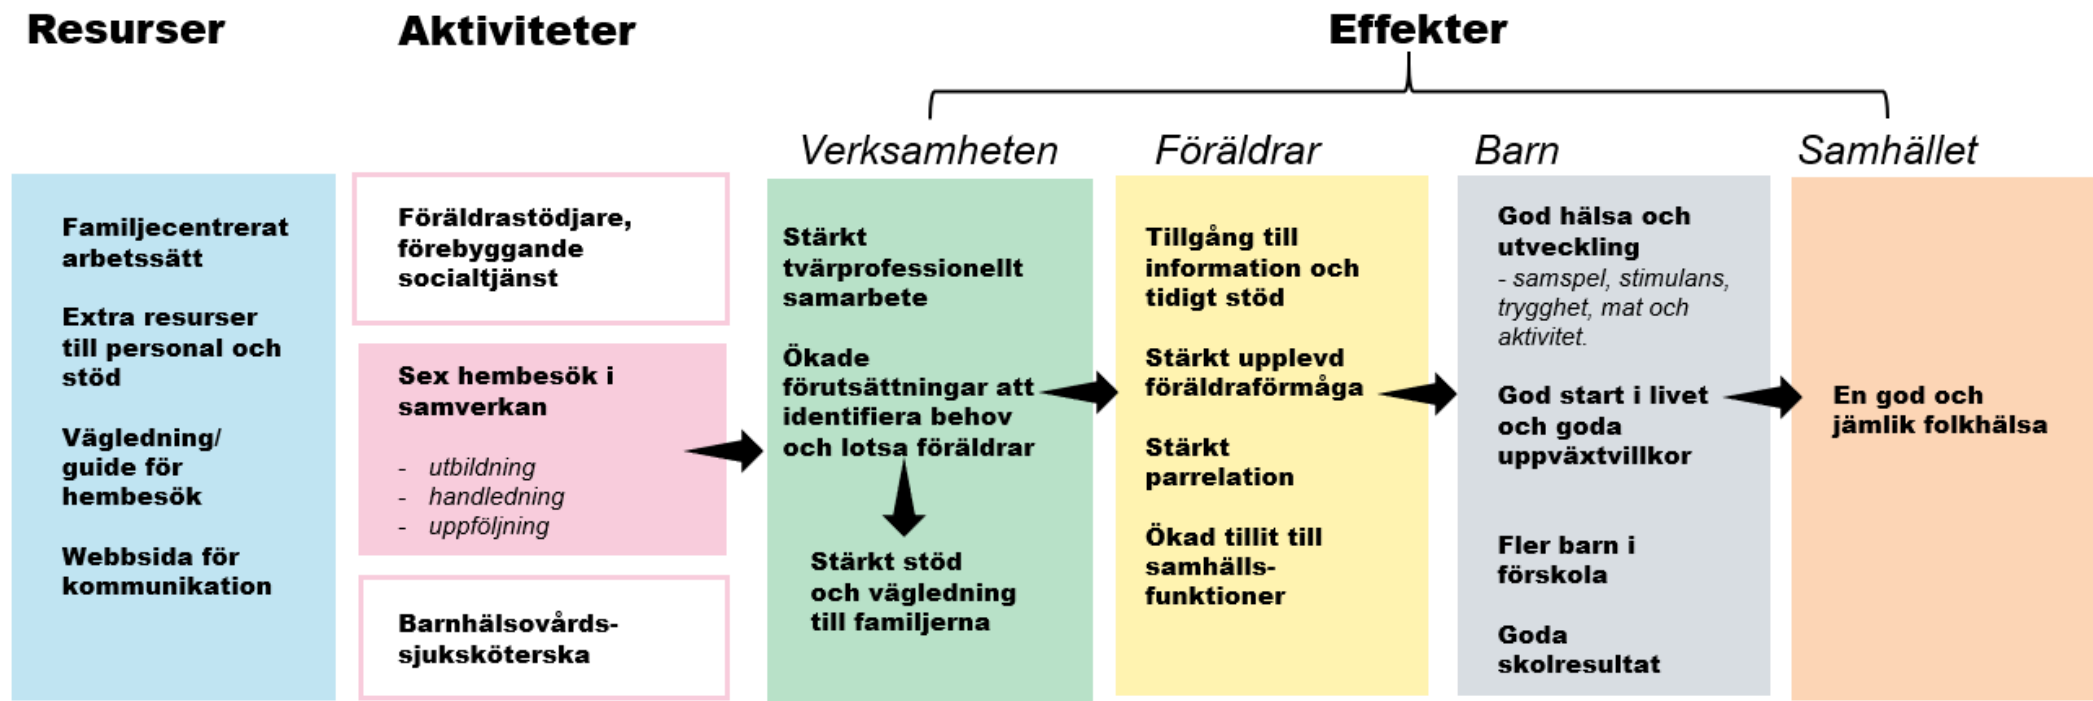 Resurser
Aktiviteter
Effekter
Verksamheten
Föräldrar
Barn
Samhället
Familjecentrerat
arbetssätt
Extra resurser
till personal och
stöd
Vägledning/
guide för
hembesök
Webbsida för
kommunikation
Föräldrastödjare,
förebyggande
socialtjänst
Sex hembesök i
samverkan
- utbildning
- handledning
- uppföljning
Barnhälsovårds-
sjuksköterska
Stärkt
tvärprofessionellt
samarbete
Ökade
förutsättningar att
identifiera behov
och lotsa föräldrar
Stärkt stöd
och vägledning
till familjerna
Tillgång till
information och
tidigt stöd
Stärkt upplevd
föräldraförmåga
Stärkt
parrelation
Ökad tillit till
samhälls-
funktioner
God hälsa och
utveckling
- samspel, stimulans,
trygghet, mat och
aktivitet.
God start i livet
och goda
uppväxtvillkor
Fler barn i
förskola
Goda
skolresultat
En god och
jämlik folkhälsa